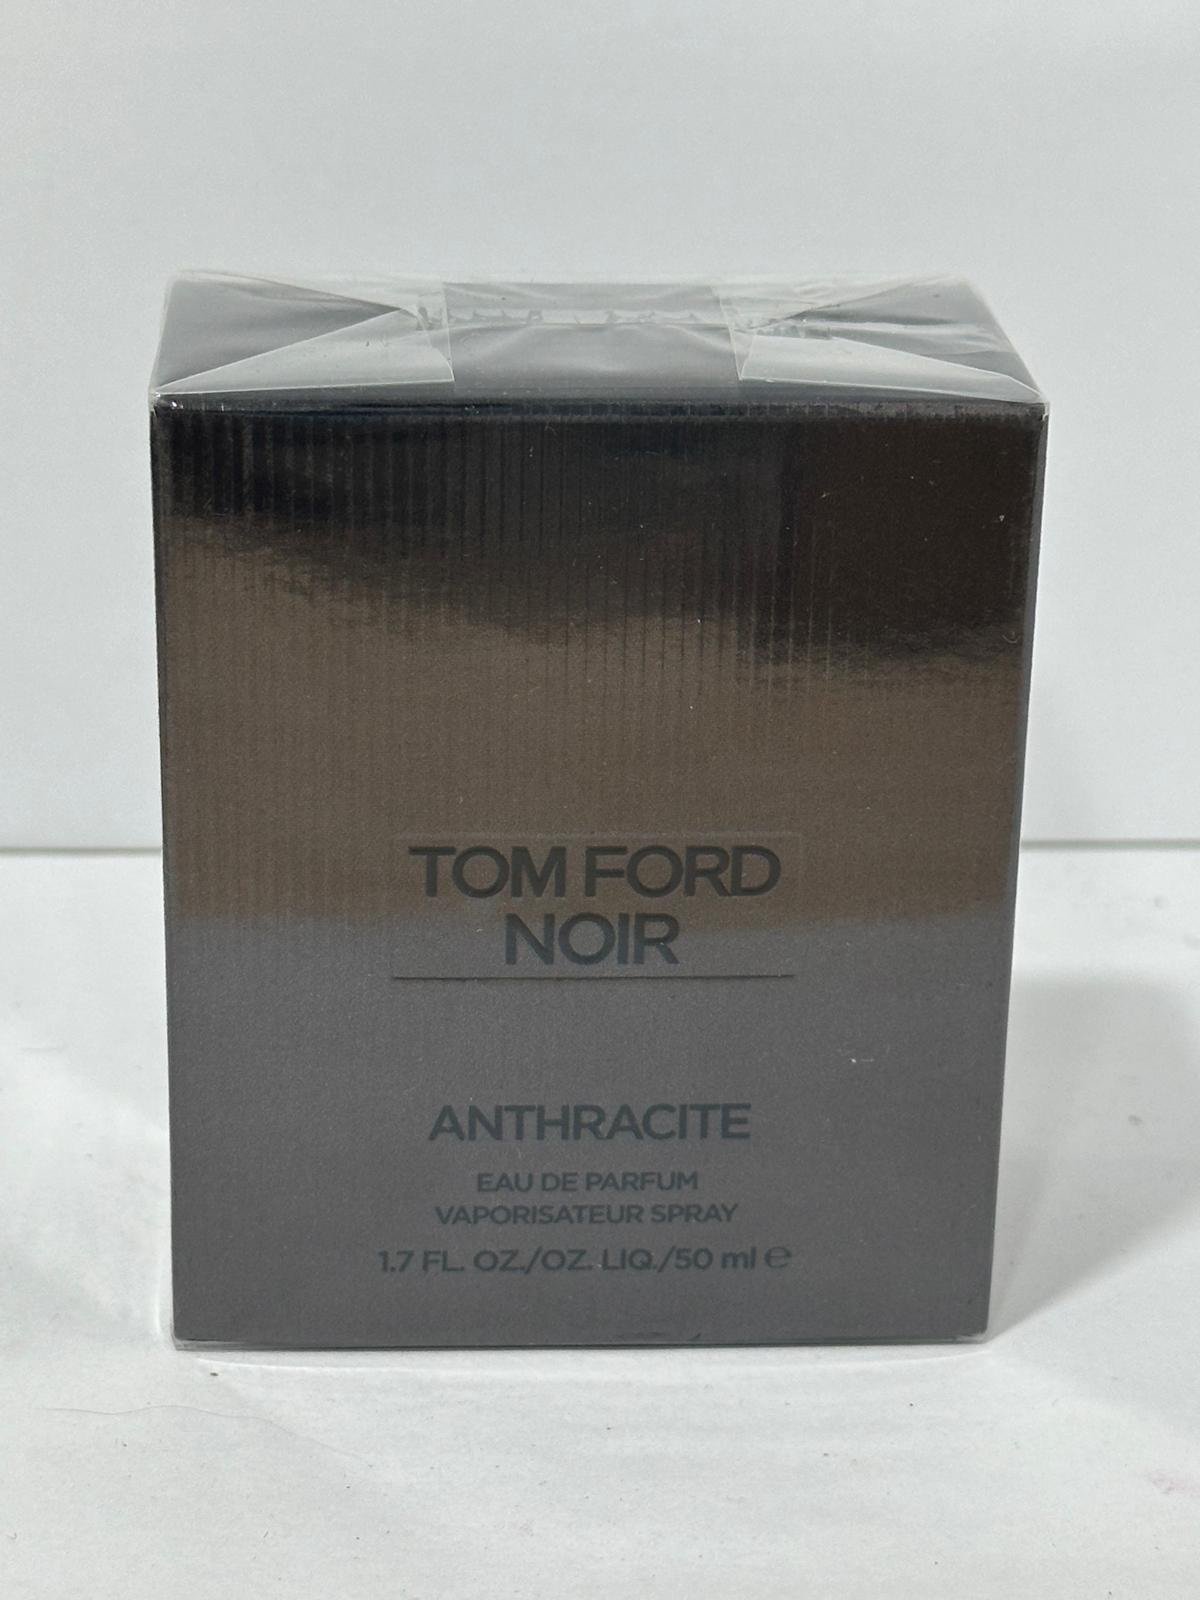 TOM FORD
NOIR
ANTHRACITE
EAU DE PARFUM
VAPORISATEUR SPRAY
1.7 FL. OZ./OZ. LIQ./50 ml ℮